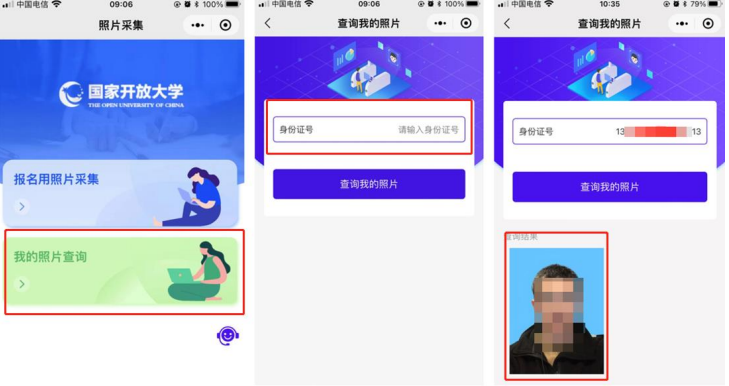 中国电信
09:06
100%
照片采集
国家开放大学
THE OPEN UNIVERSITY OF CHINA
报名用照片采集
我的照片查询
中国电信
09:06
100%
查询我的照片
身份证号
请输入身份证号
查询我的照片
中国电信
10:35
79%
查询我的照片
身份证号
13
13
查询我的照片
查询结果